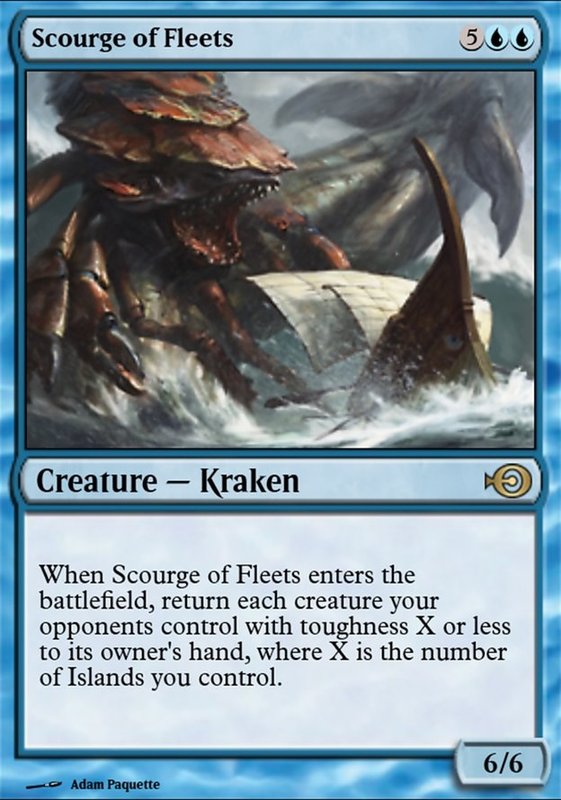 Scourge of Fleets 5
Creature — Kraken
When Scourge of Fleets enters the
battlefield, return each creature your
opponents control with toughness X or less
to its owner's hand, where X is the number
of Islands you control.
6/6
Adam Paquette